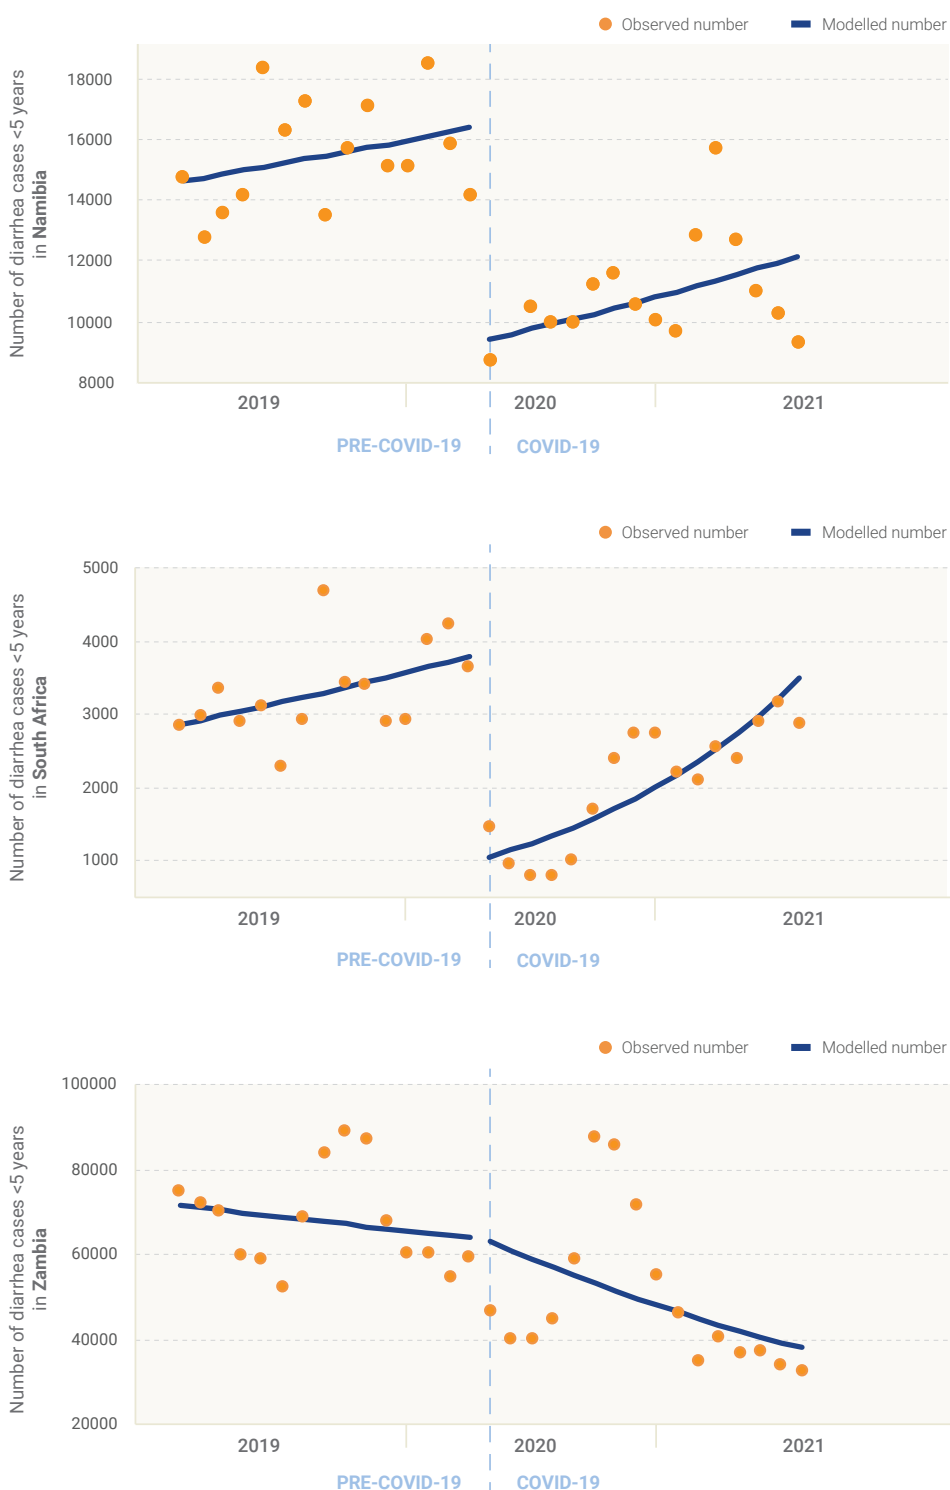 Observed number Modelled number
Number of diarrhea cases <5 years
in Namibia
18000
16000
14000
12000
10000
8000
2019 2020 2021
PRE-COVID-19 COVID-19
Observed number Modelled number
Number of diarrhea cases <5 years
in South Africa
5000
4000
3000
2000
1000
2019 2020 2021
PRE-COVID-19 COVID-19
Observed number Modelled number
Number of diarrhea cases <5 years
in Zambia
100000
80000
60000
40000
20000
2019 2020 2021
PRE-COVID-19 COVID-19